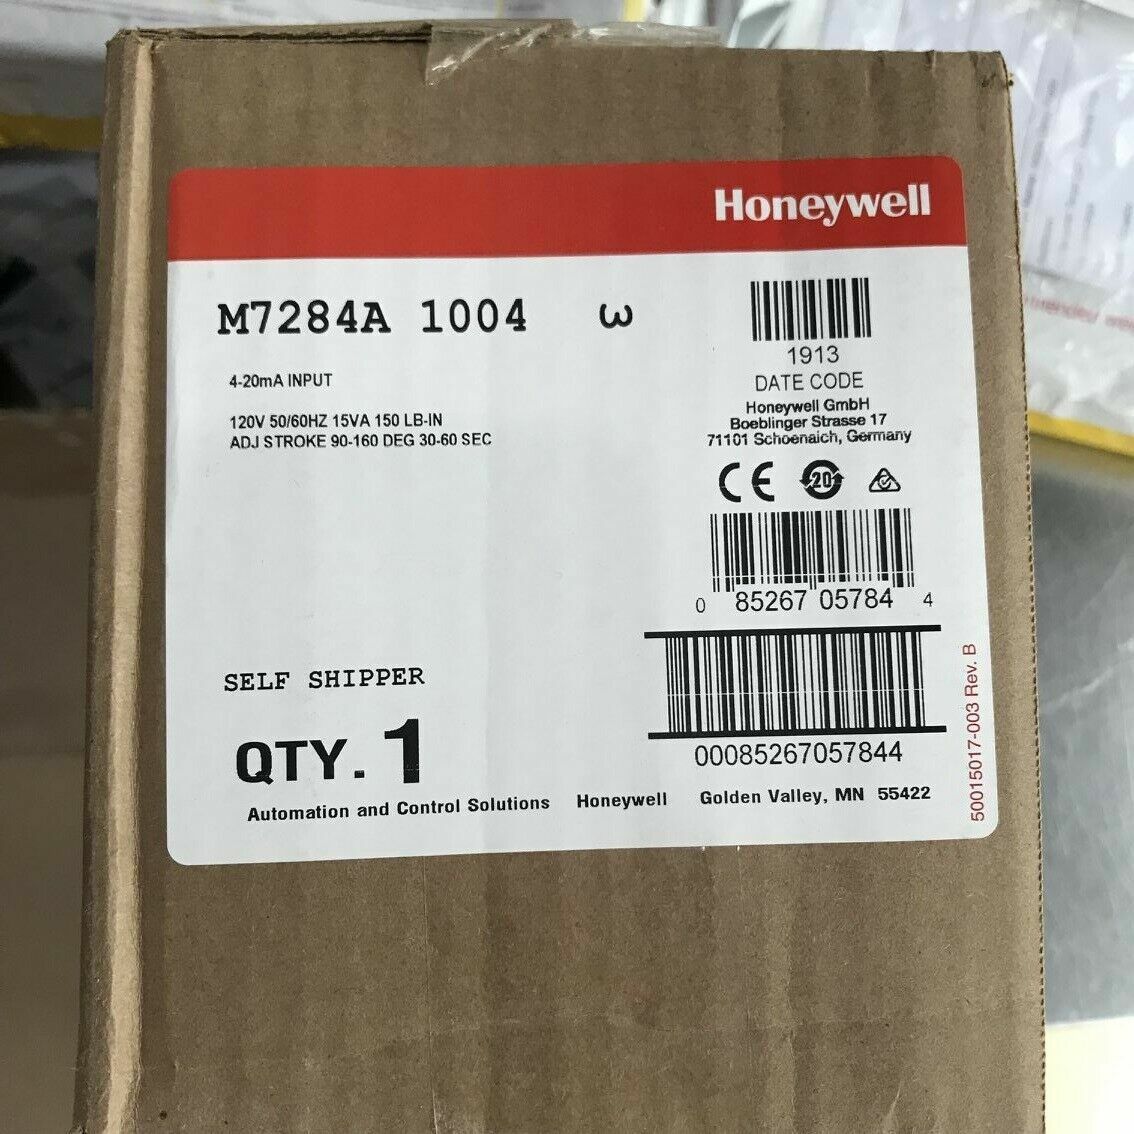 Honeywell
M7284A 1004 3
4-20mA INPUT
120V 50/60HZ 15VA 150 LB-IN
ADJ STROKE 90-160 DEG 30-60 SEC
1913
DATE CODE
Honeywell GmbH
Boeblinger Strasse 17
71101 Schoenaich, Germany
CE 20
0 85267 05784 4
00085267057844
SELF SHIPPER
QTY. 1
Automation and Control Solutions Honeywell Golden Valley, MN 55422
50015017-003 Rev. B